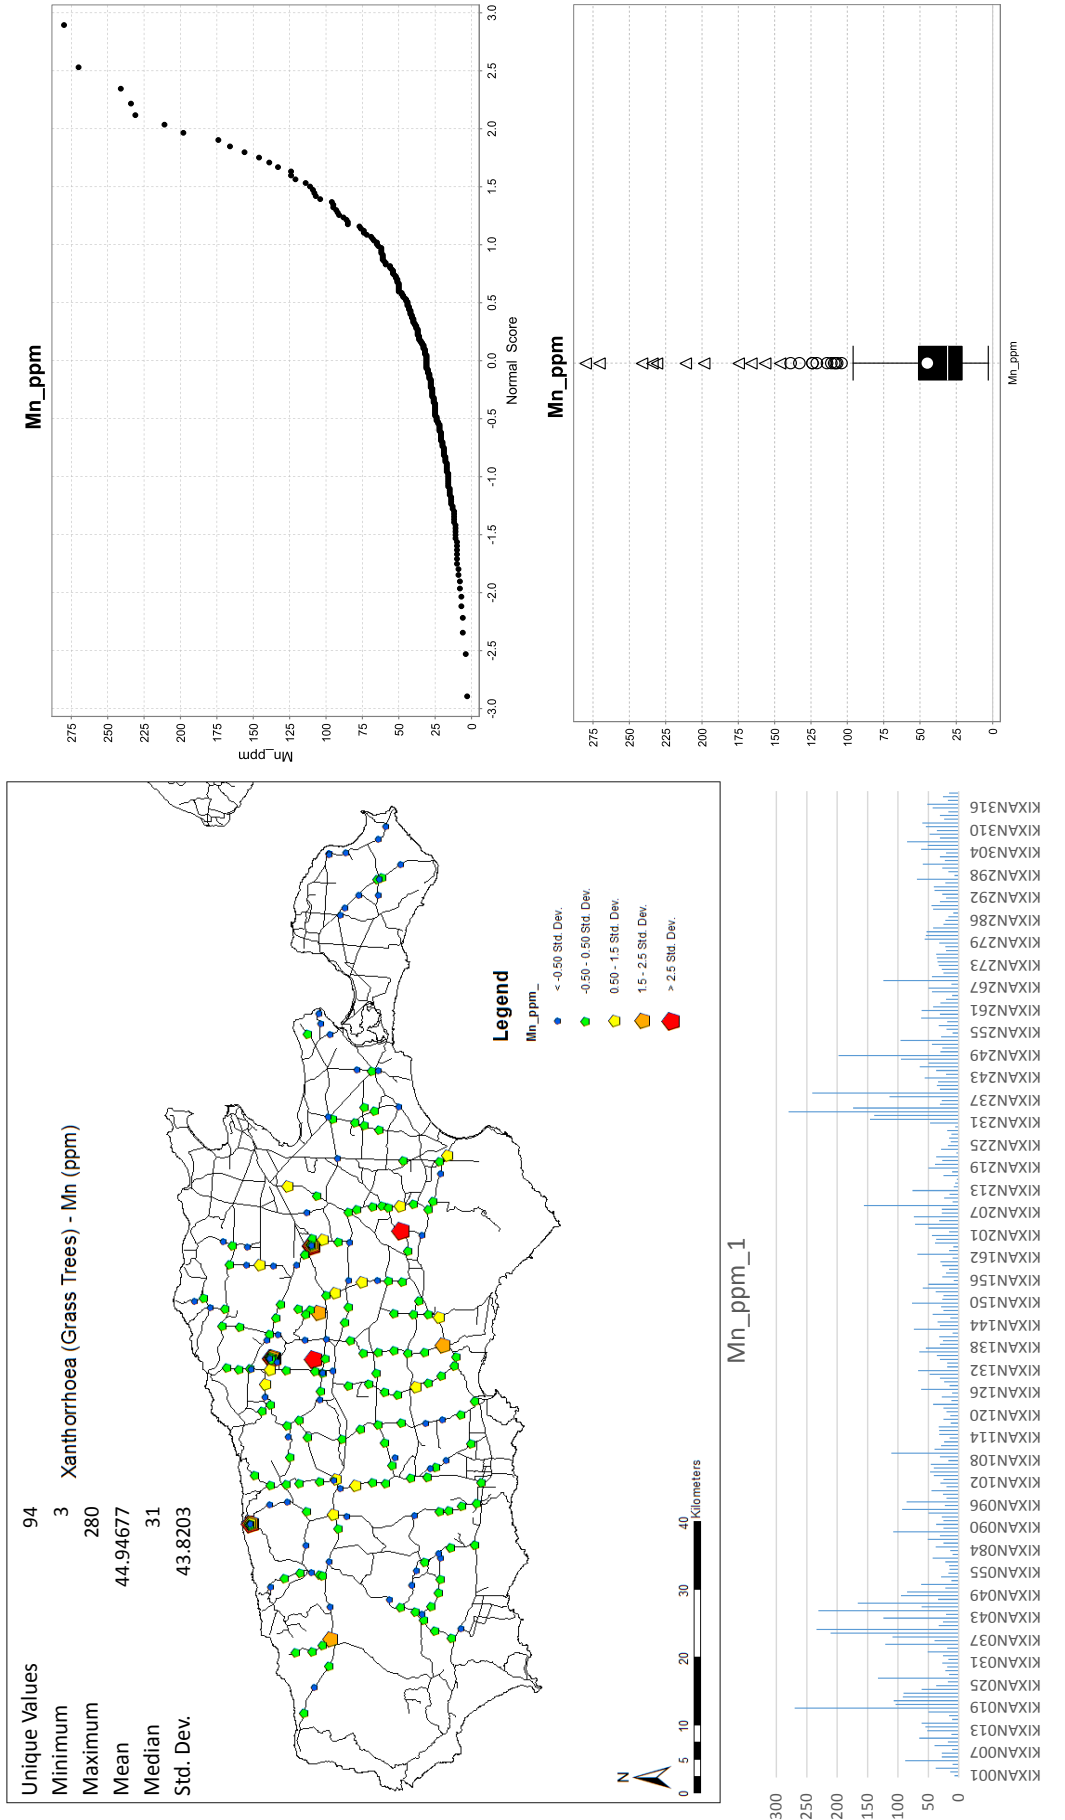 Unique Values 94
Minimum 3
Maximum 280
Mean 44.94677
Median 31
Std. Dev. 43.8203
Xanthorrhoea (Grass Trees) - Mn (ppm)
Legend
Mn_ppm_
< -0.50 Std. Dev.
-0.50 - 0.50 Std. Dev.
0.50 - 1.5 Std. Dev.
1.5 - 2.5 Std. Dev.
> 2.5 Std. Dev.
N
0 5 10 20 30 40
Kilometers
Mn_ppm
Mn_ppm
275
250
225
200
175
150
125
100
75
50
25
0
-3.0 -2.5 -2.0 -1.5 -1.0 -0.5 0.0 0.5 1.0 1.5 2.0 2.5 3.0
Normal Score
Mn_ppm_1
300
250
200
150
100
50
0
KIXAN001 KIXAN007 KIXAN013 KIXAN019 KIXAN025 KIXAN031 KIXAN037 KIXAN043 KIXAN049 KIXAN055 KIXAN084 KIXAN090 KIXAN096 KIXAN102 KIXAN108 KIXAN114 KIXAN120 KIXAN126 KIXAN132 KIXAN138 KIXAN144 KIXAN150 KIXAN156 KIXAN162 KIXAN201 KIXAN207 KIXAN213 KIXAN219 KIXAN225 KIXAN231 KIXAN237 KIXAN243 KIXAN249 KIXAN255 KIXAN261 KIXAN267 KIXAN273 KIXAN279 KIXAN286 KIXAN292 KIXAN298 KIXAN304 KIXAN310 KIXAN316
Mn_ppm
275
250
225
200
175
150
125
100
75
50
25
0
Mn_ppm